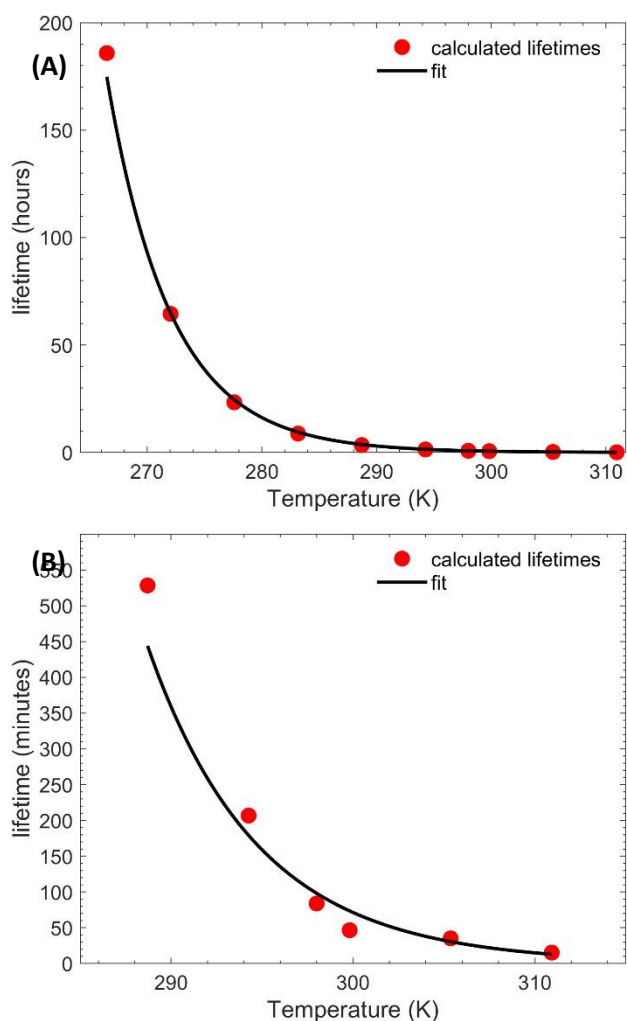 200
(A)
calculated lifetimes
fit
150
100
50
0
lifetime (hours)
270
280
290
300
310
Temperature (K)
(B)
calculated lifetimes
fit
550
500
450
400
350
300
250
200
150
100
50
0
lifetime (minutes)
290
300
310
Temperature (K)